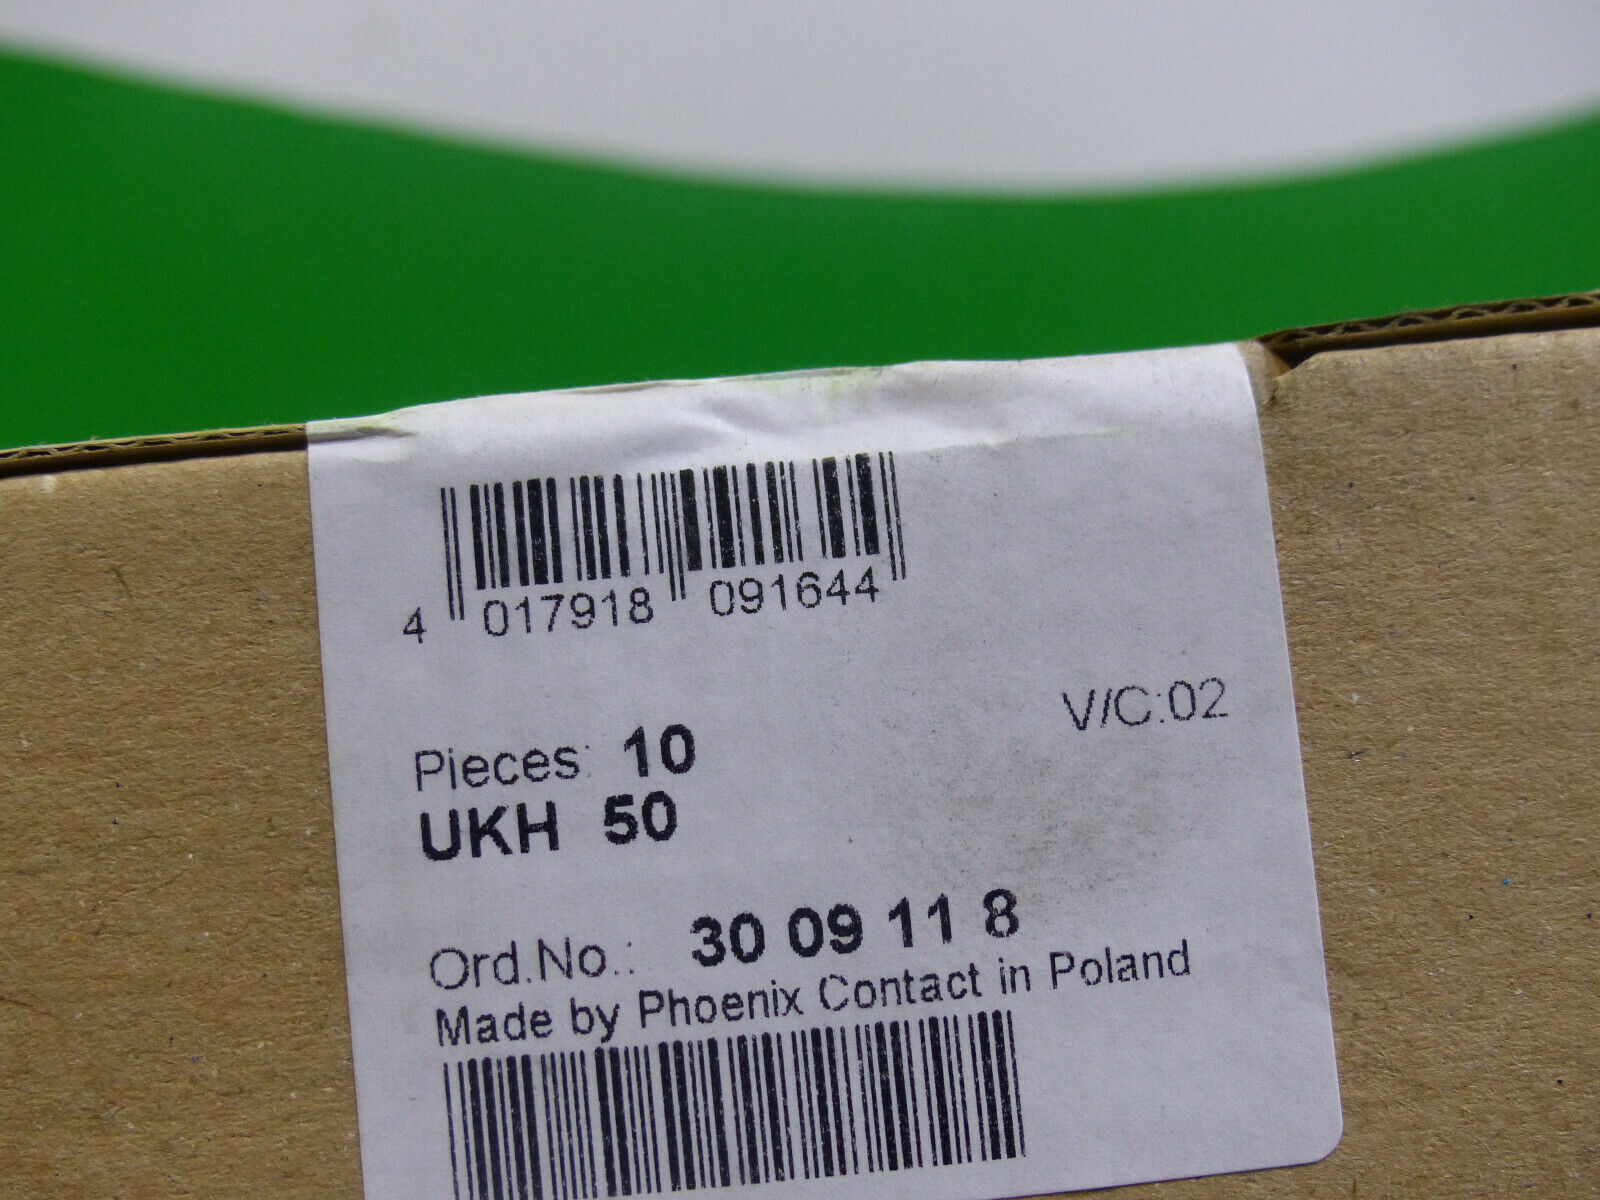 4 017918 091644
V/C:02
Pieces: 10
UKH 50
Ord.No.: 30 09 11 8
Made by Phoenix Contact in Poland